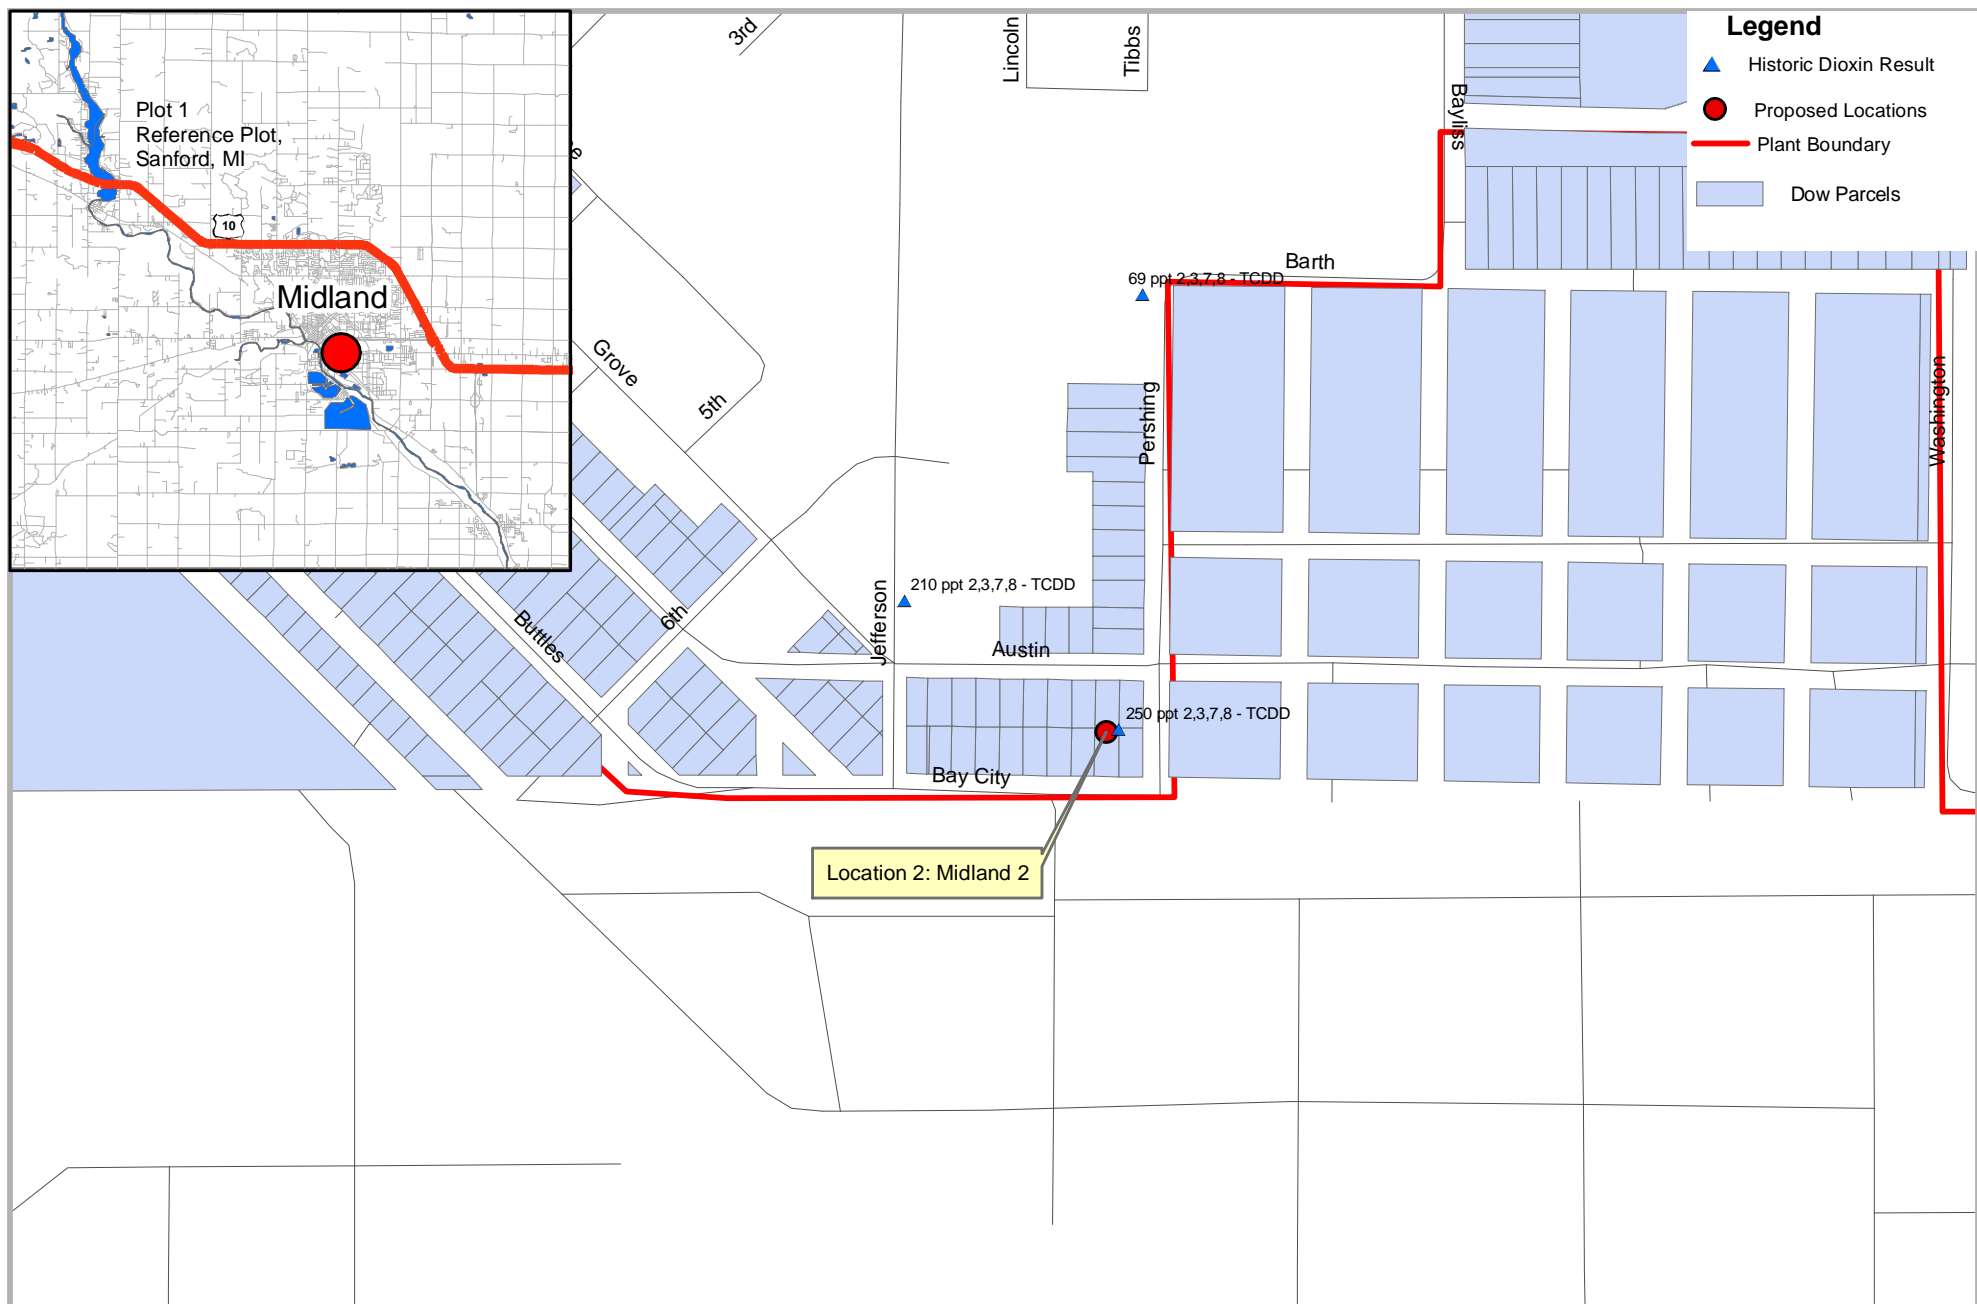 Plot 1
Reference Plot,
Sanford, MI
10
Midland
3rd
Lincoln
Tibbs
Bayliss
Legend
Historic Dioxin Result
Proposed Locations
Plant Boundary
Dow Parcels
Barth
69 ppt 2,3,7,8 - TCDD
Grove
5th
Pershing
Washington
210 ppt 2,3,7,8 - TCDD
Jefferson
6th
Buttles
Austin
250 ppt 2,3,7,8 - TCDD
Bay City
Location 2: Midland 2